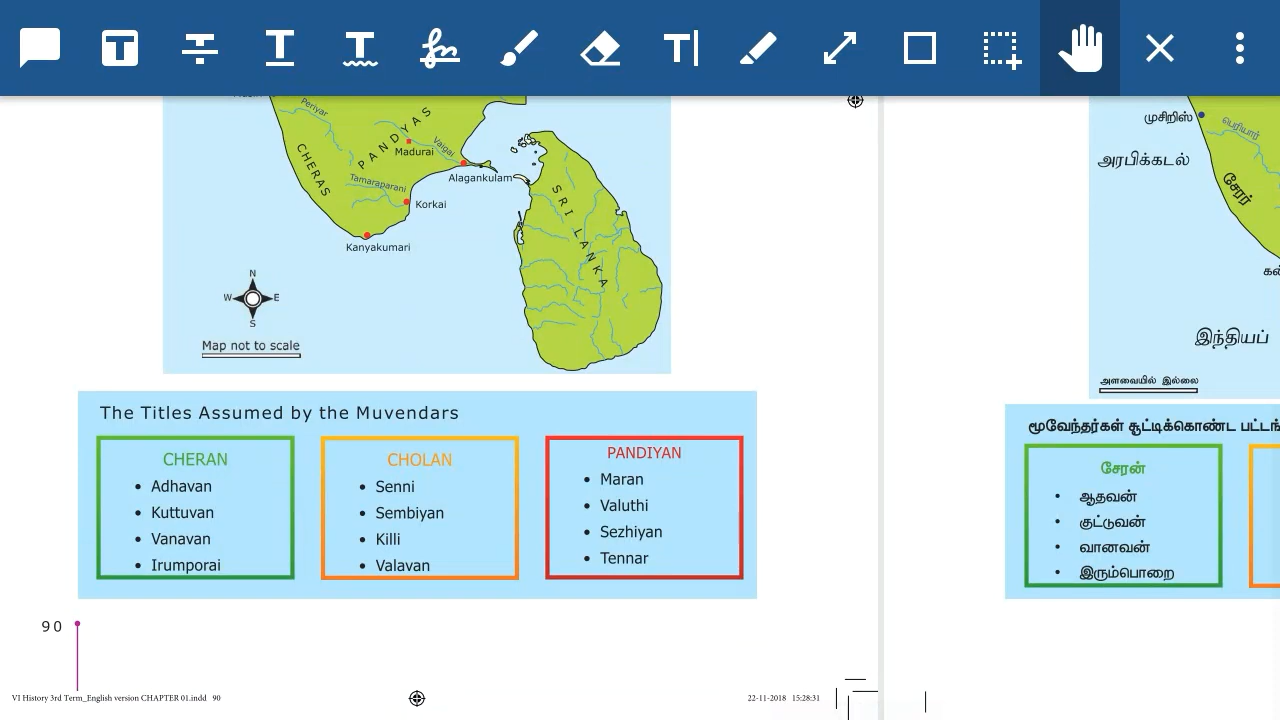 Periyar
PANDYAS
Madurai
Vaigai
CHERAS
Alagankulam
Tamaraparani
Korkai
Kanyakumari
SRI LANKA
N
W E
S
Map not to scale
The Titles Assumed by the Muvendars
CHERAN
• Adhavan
• Kuttuvan
• Vanavan
• Irumporai
CHOLAN
• Senni
• Sembiyan
• Killi
• Valavan
PANDIYAN
• Maran
• Valuthi
• Sezhiyan
• Tennar
90
VI History 3rd Term_English version CHAPTER 01.indd 90
22-11-2018 15:28:31
முசிறிஸ்
பெரியார்
அரபிக்கடல்
சேரர்
இந்தியப்
அளவையில் இல்லை
மூவேந்தர்கள் சூட்டிக்கொண்ட
சேரன்
• ஆதவன்
• குட்டுவன்
• வானவன்
• இரும்பொறை